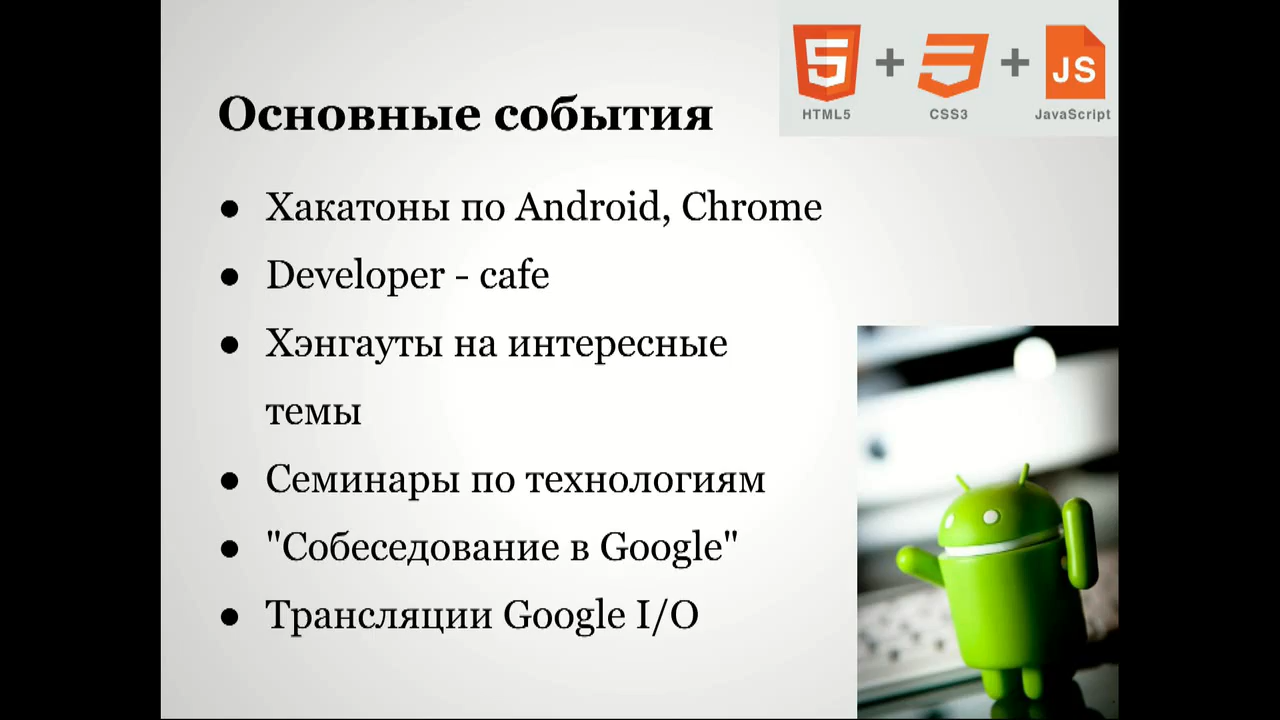 HTML5 + CSS3 + JavaScript
JS
Основные события
● Хакатоны по Android, Chrome
● Developer - cafe
● Хэнгауты на интересные
темы
● Семинары по технологиям
● "Собеседование в Google"
● Трансляции Google I/O